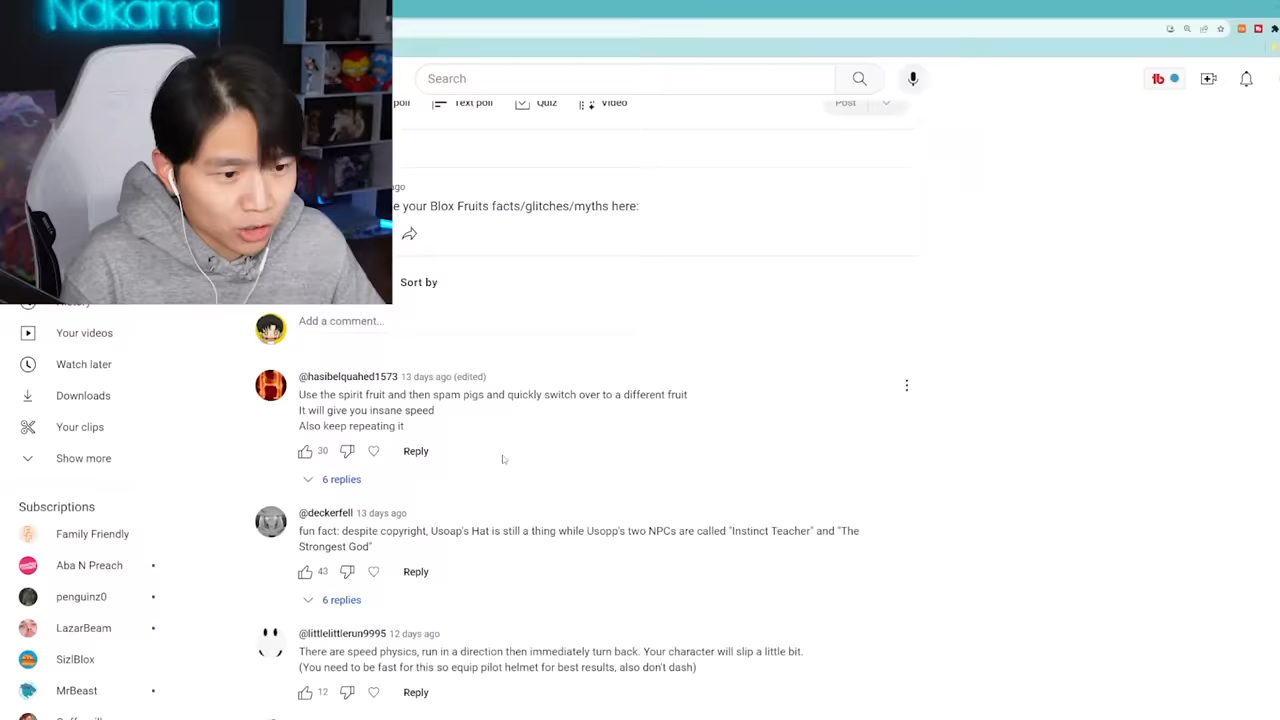 Nakama
Search
Text poll
Quiz
Video
Post
ago
e your Blox Fruits facts/glitches/myths here:
Sort by
Add a comment...
Your videos
Watch later
Downloads
Your clips
Show more
Subscriptions
Family Friendly
Aba N Preach
penguinz0
LazarBeam
SizlBlox
MrBeast
@hasibelquahed1573 13 days ago (edited)
Use the spirit fruit and then spam pigs and quickly switch over to a different fruit
It will give you insane speed
Also keep repeating it
30 Reply
6 replies
@deckerfell 13 days ago
fun fact: despite copyright, Usoap's Hat is still a thing while Usopp's two NPCs are called "Instinct Teacher" and "The
Strongest God"
43 Reply
6 replies
@littlelittlerun9995 12 days ago
There are speed physics, run in a direction then immediately turn back. Your character will slip a little bit.
(You need to be fast for this so equip pilot helmet for best results, also don't dash)
12 Reply